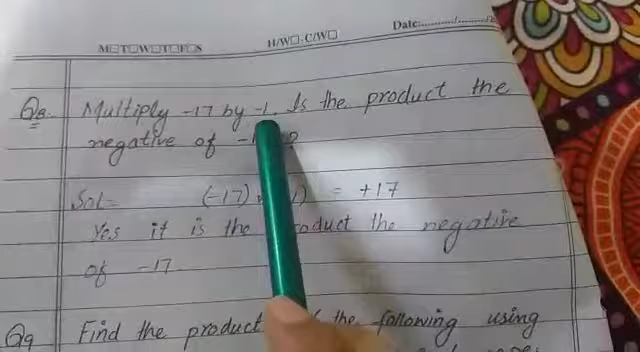 Date:
M☐T☐W☐T☐F☐S H/W☐ C/W☐
Q8. Multiply -17 by -1. Is the product the
negative of
Sol- (-17) = +17
Yes it is the product the negative
of -17
Q9 Find the product the following using